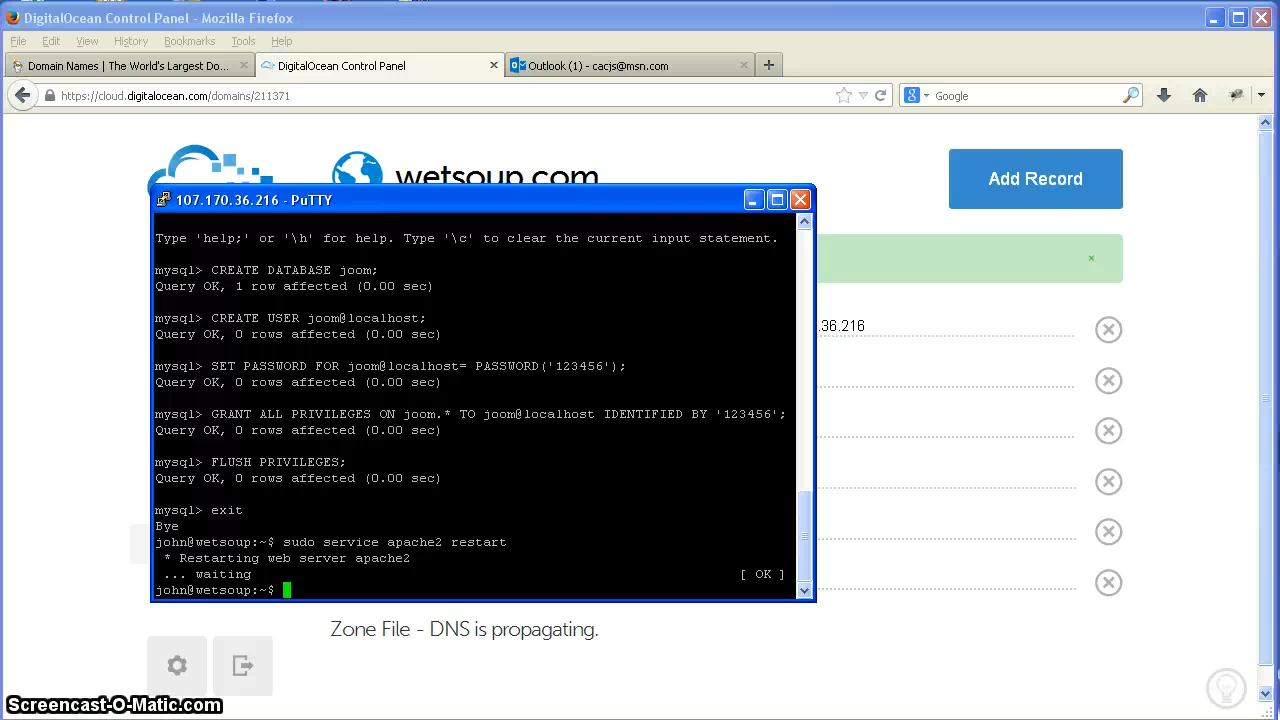 DigitalOcean Control Panel - Mozilla Firefox
File Edit View History Bookmarks Tools Help
Domain Names | The World's Largest Do... × DigitalOcean Control Panel × Outlook (1) - cacjs@msn.com × +
https://cloud.digitalocean.com/domains/211371 Google
wetsoup.com
Add Record
107.170.36.216 - PuTTY
Type 'help;' or '\h' for help. Type '\c' to clear the current input statement.
×
mysql> CREATE DATABASE joom;
Query OK, 1 row affected (0.00 sec)
mysql> CREATE USER joom@localhost;
.36.216
Query OK, 0 rows affected (0.00 sec)
mysql> SET PASSWORD FOR joom@localhost= PASSWORD('123456');
Query OK, 0 rows affected (0.00 sec)
mysql> GRANT ALL PRIVILEGES ON joom.* TO joom@localhost IDENTIFIED BY '123456';
Query OK, 0 rows affected (0.00 sec)
mysql> FLUSH PRIVILEGES;
Query OK, 0 rows affected (0.00 sec)
mysql> exit
Bye
john@wetsoup:~$ sudo service apache2 restart
 * Restarting web server apache2
 ... waiting [ OK ]
john@wetsoup:~$
Zone File - DNS is propagating.
Screencast-O-Matic.com